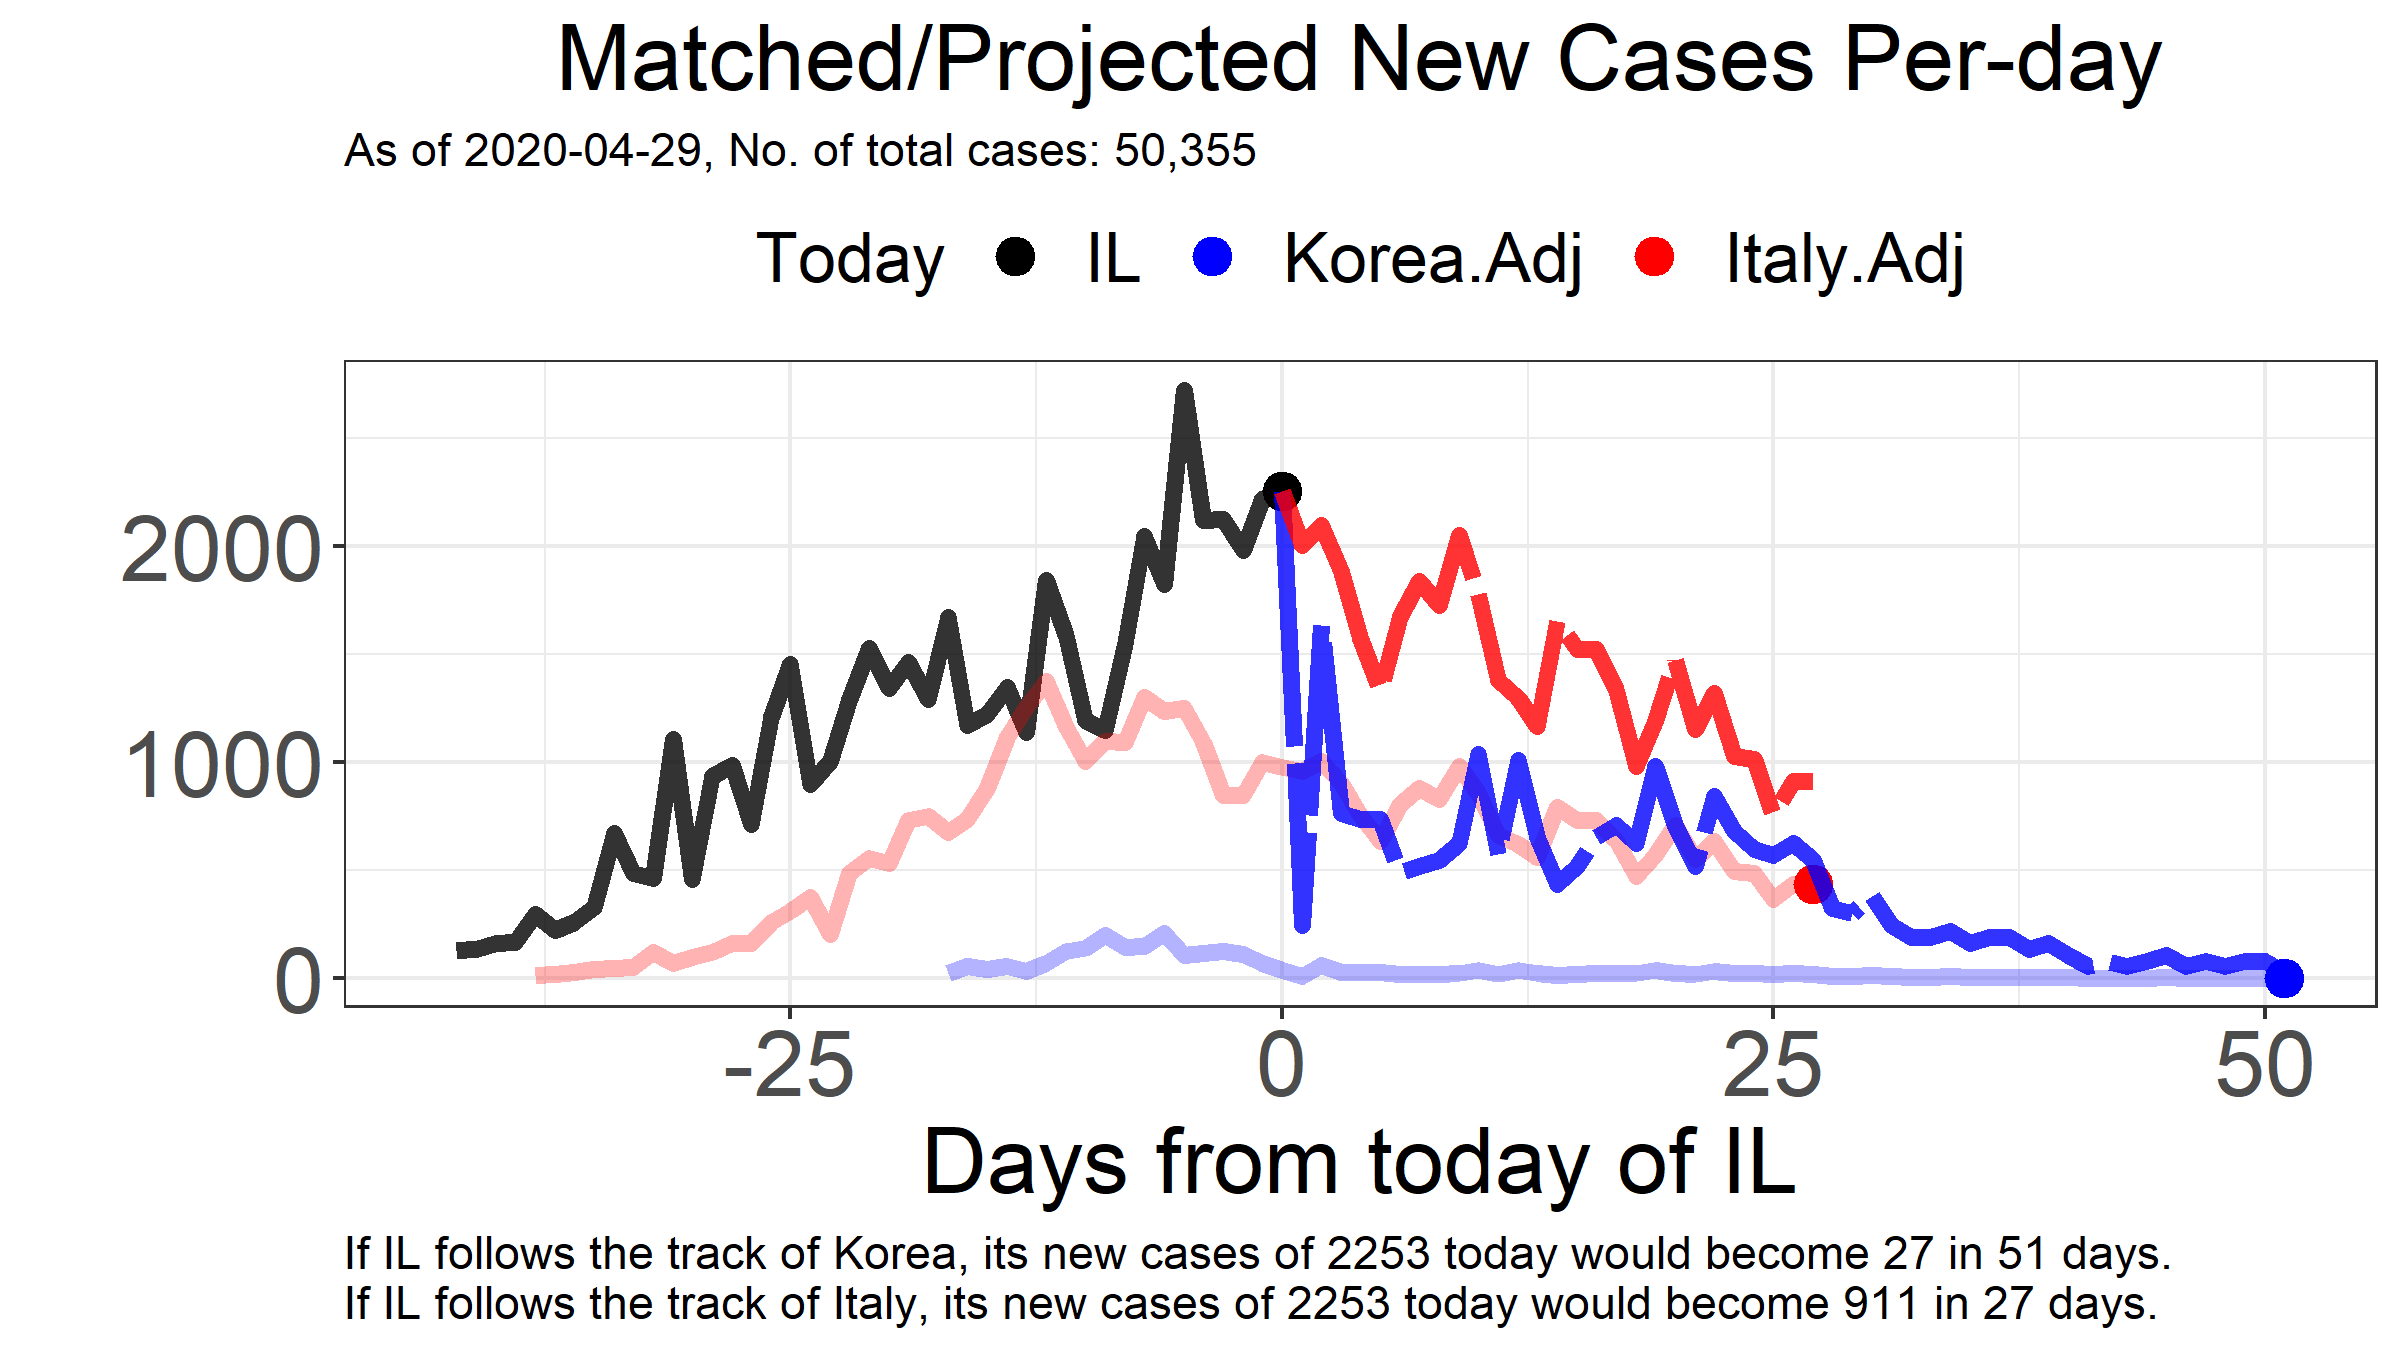 Matched/Projected New Cases Per-day
As of 2020-04-29, No. of total cases: 50,355
Today IL Korea.Adj Italy.Adj
2000
1000
0
-25 0 25 50
Days from today of IL
If IL follows the track of Korea, its new cases of 2253 today would become 27 in 51 days.
If IL follows the track of Italy, its new cases of 2253 today would become 911 in 27 days.